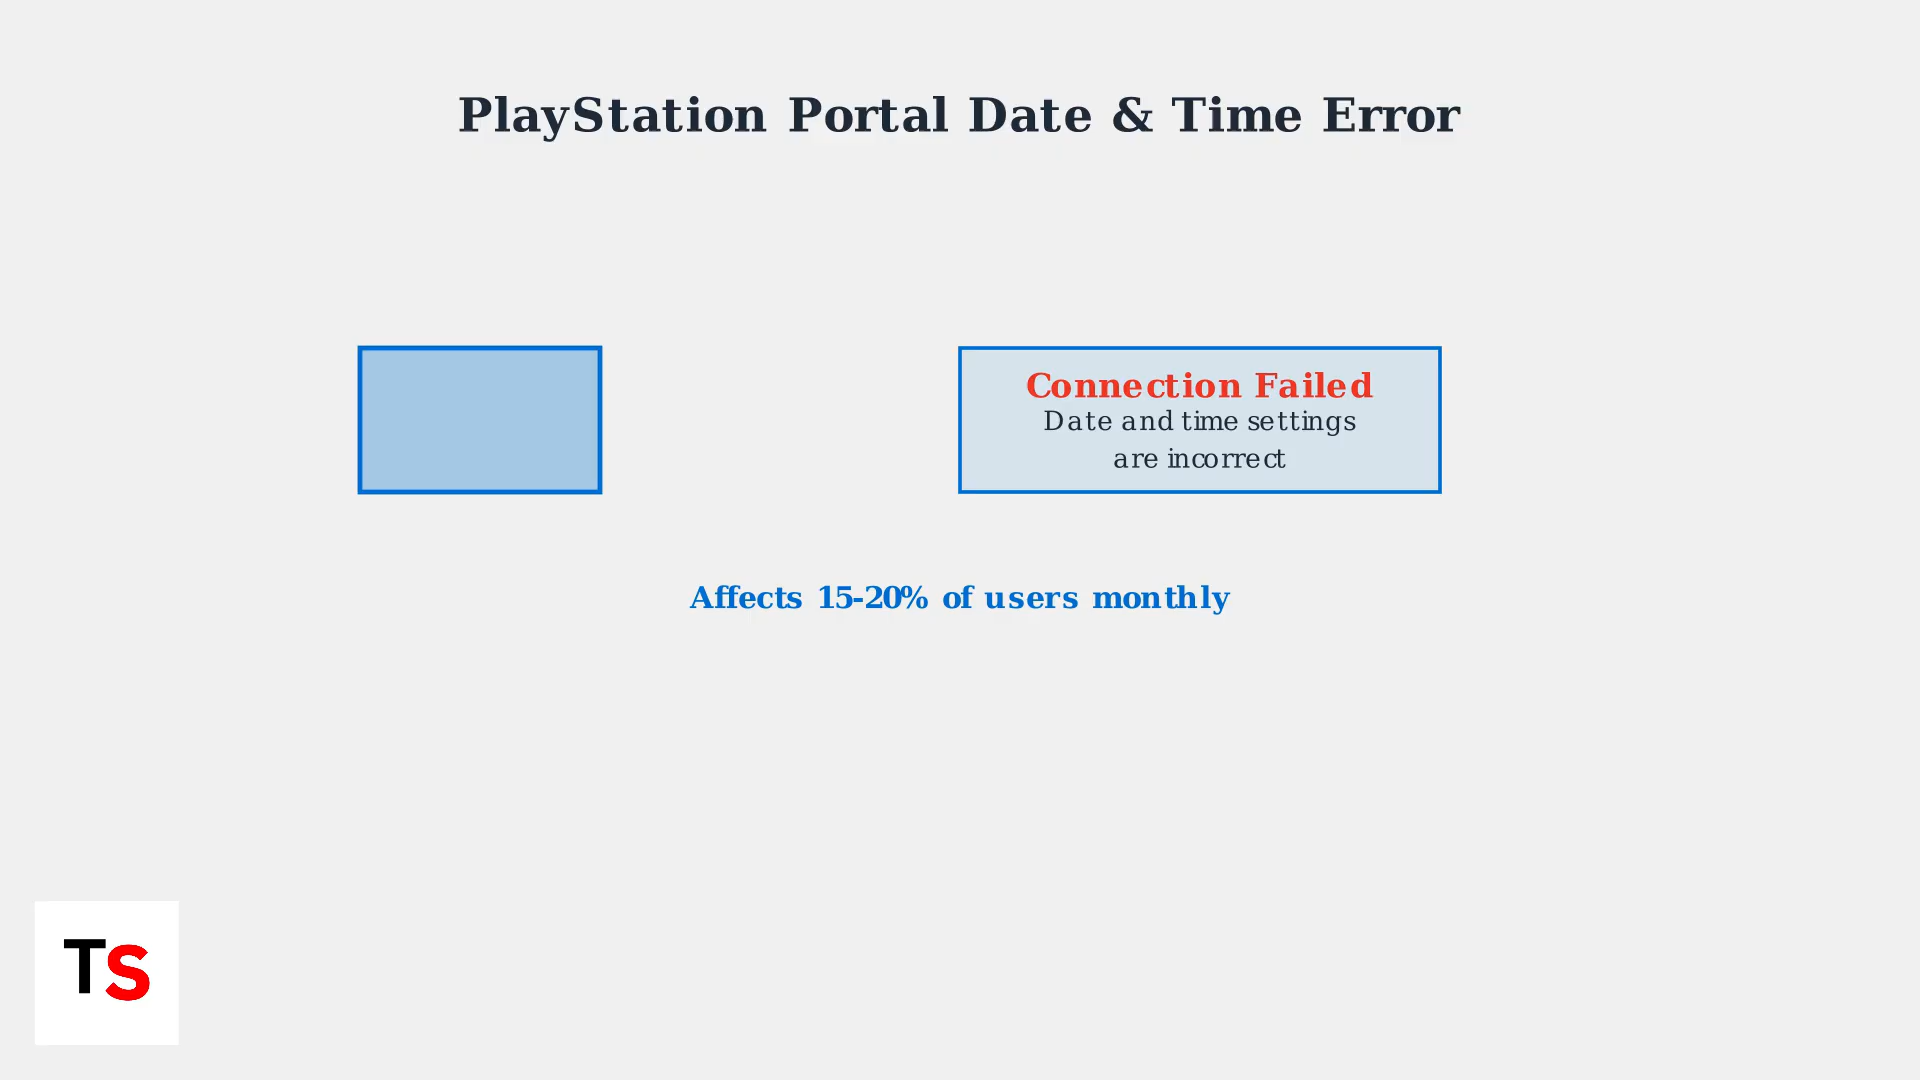 PlayStation Portal Date & Time Error
Connection Failed
Date and time settings
are incorrect
Affects 15-20% of users monthly
TS